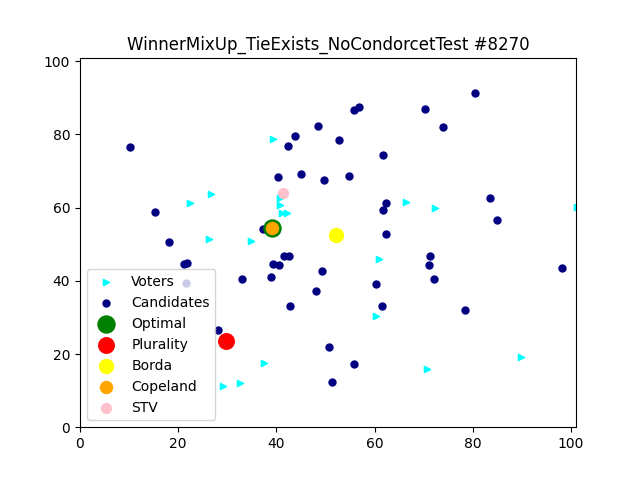 WinnerMixUp_TieExists_NoCondorcetTest #8270
100
80
60
40
20
0
Voters
Candidates
Optimal
Plurality
Borda
Copeland
STV
0 20 40 60 80 100